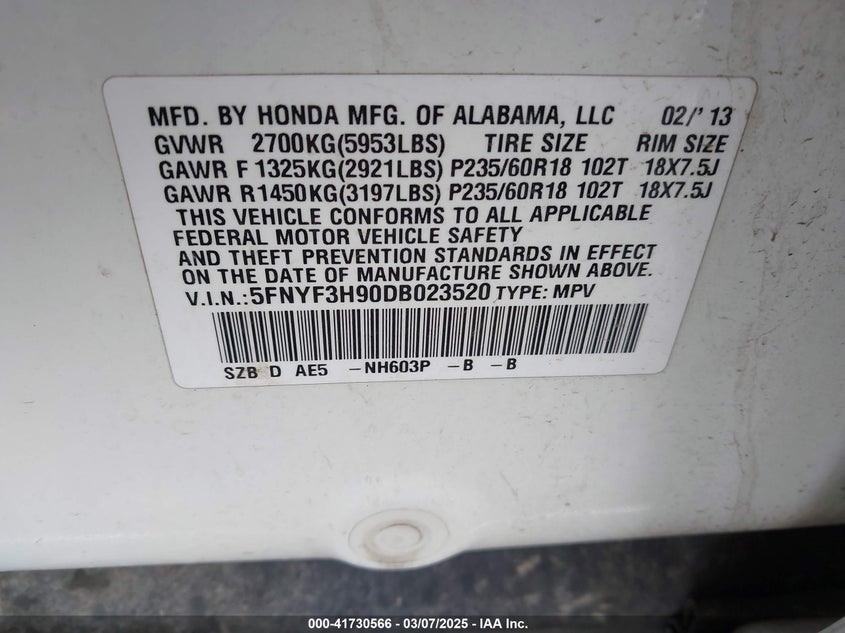 MFD. BY HONDA MFG. OF ALABAMA, LLC 02/' 13
GVWR 2700KG(5953LBS) TIRE SIZE RIM SIZE
GAWR F 1325KG(2921LBS) P235/60R18 102T 18X7.5J
GAWR R1450KG(3197LBS) P235/60R18 102T 18X7.5J
THIS VEHICLE CONFORMS TO ALL APPLICABLE
FEDERAL MOTOR VEHICLE SAFETY
AND THEFT PREVENTION STANDARDS IN EFFECT
ON THE DATE OF MANUFACTURE SHOWN ABOVE.
V.I.N.:5FNYF3H90DB023520 TYPE: MPV
SZB D AE5 -NH603P -B -B
000-41730566 - 03/07/2025 - IAA Inc.